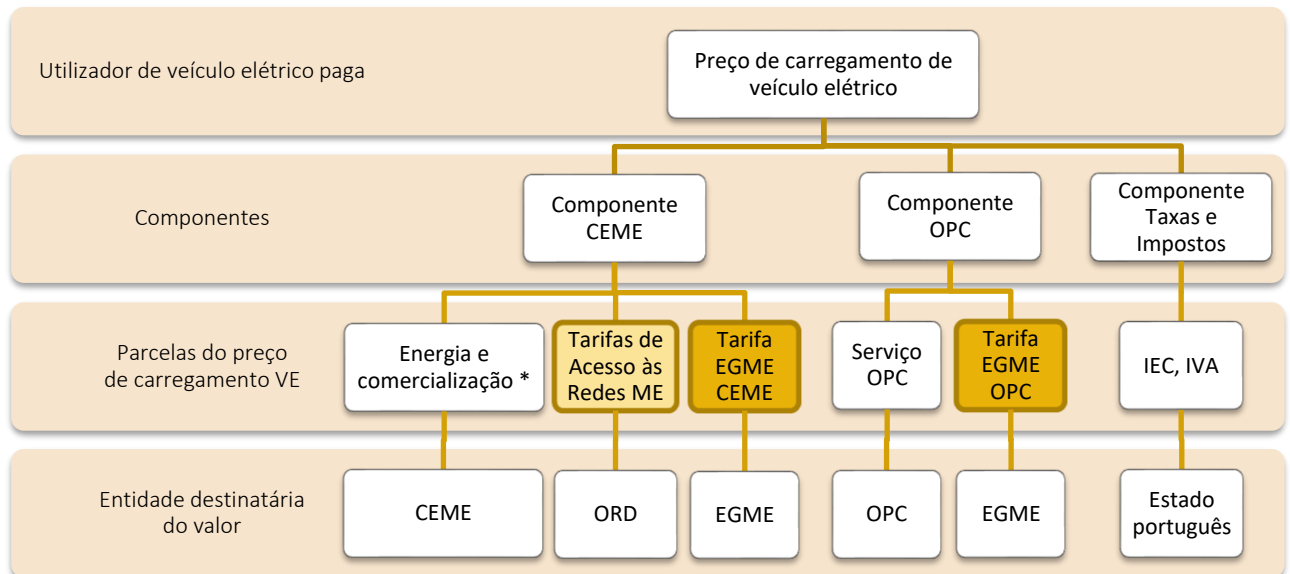 Utilizador de veículo elétrico paga
Preço de carregamento de
veículo elétrico
Componentes
Componente
CEME
Componente
OPC
Componente
Taxas e
Impostos
Parcelas do preço
de carregamento VE
Energia e
comercialização *
Tarifas de
Acesso às
Redes ME
Tarifa
EGME
CEME
Serviço
OPC
Tarifa
EGME
OPC
IEC, IVA
Entidade destinatária
do valor
CEME
ORD
EGME
OPC
EGME
Estado
português